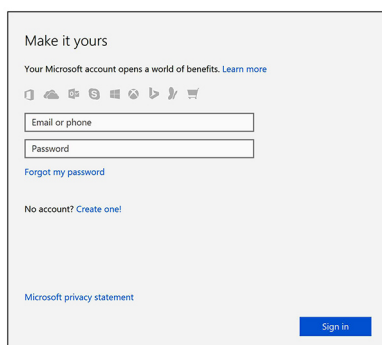 Make it yours
Your Microsoft account opens a world of benefits. Learn more
Email or phone
Password
Forgot my password
No account? Create one!
Microsoft privacy statement
Sign in